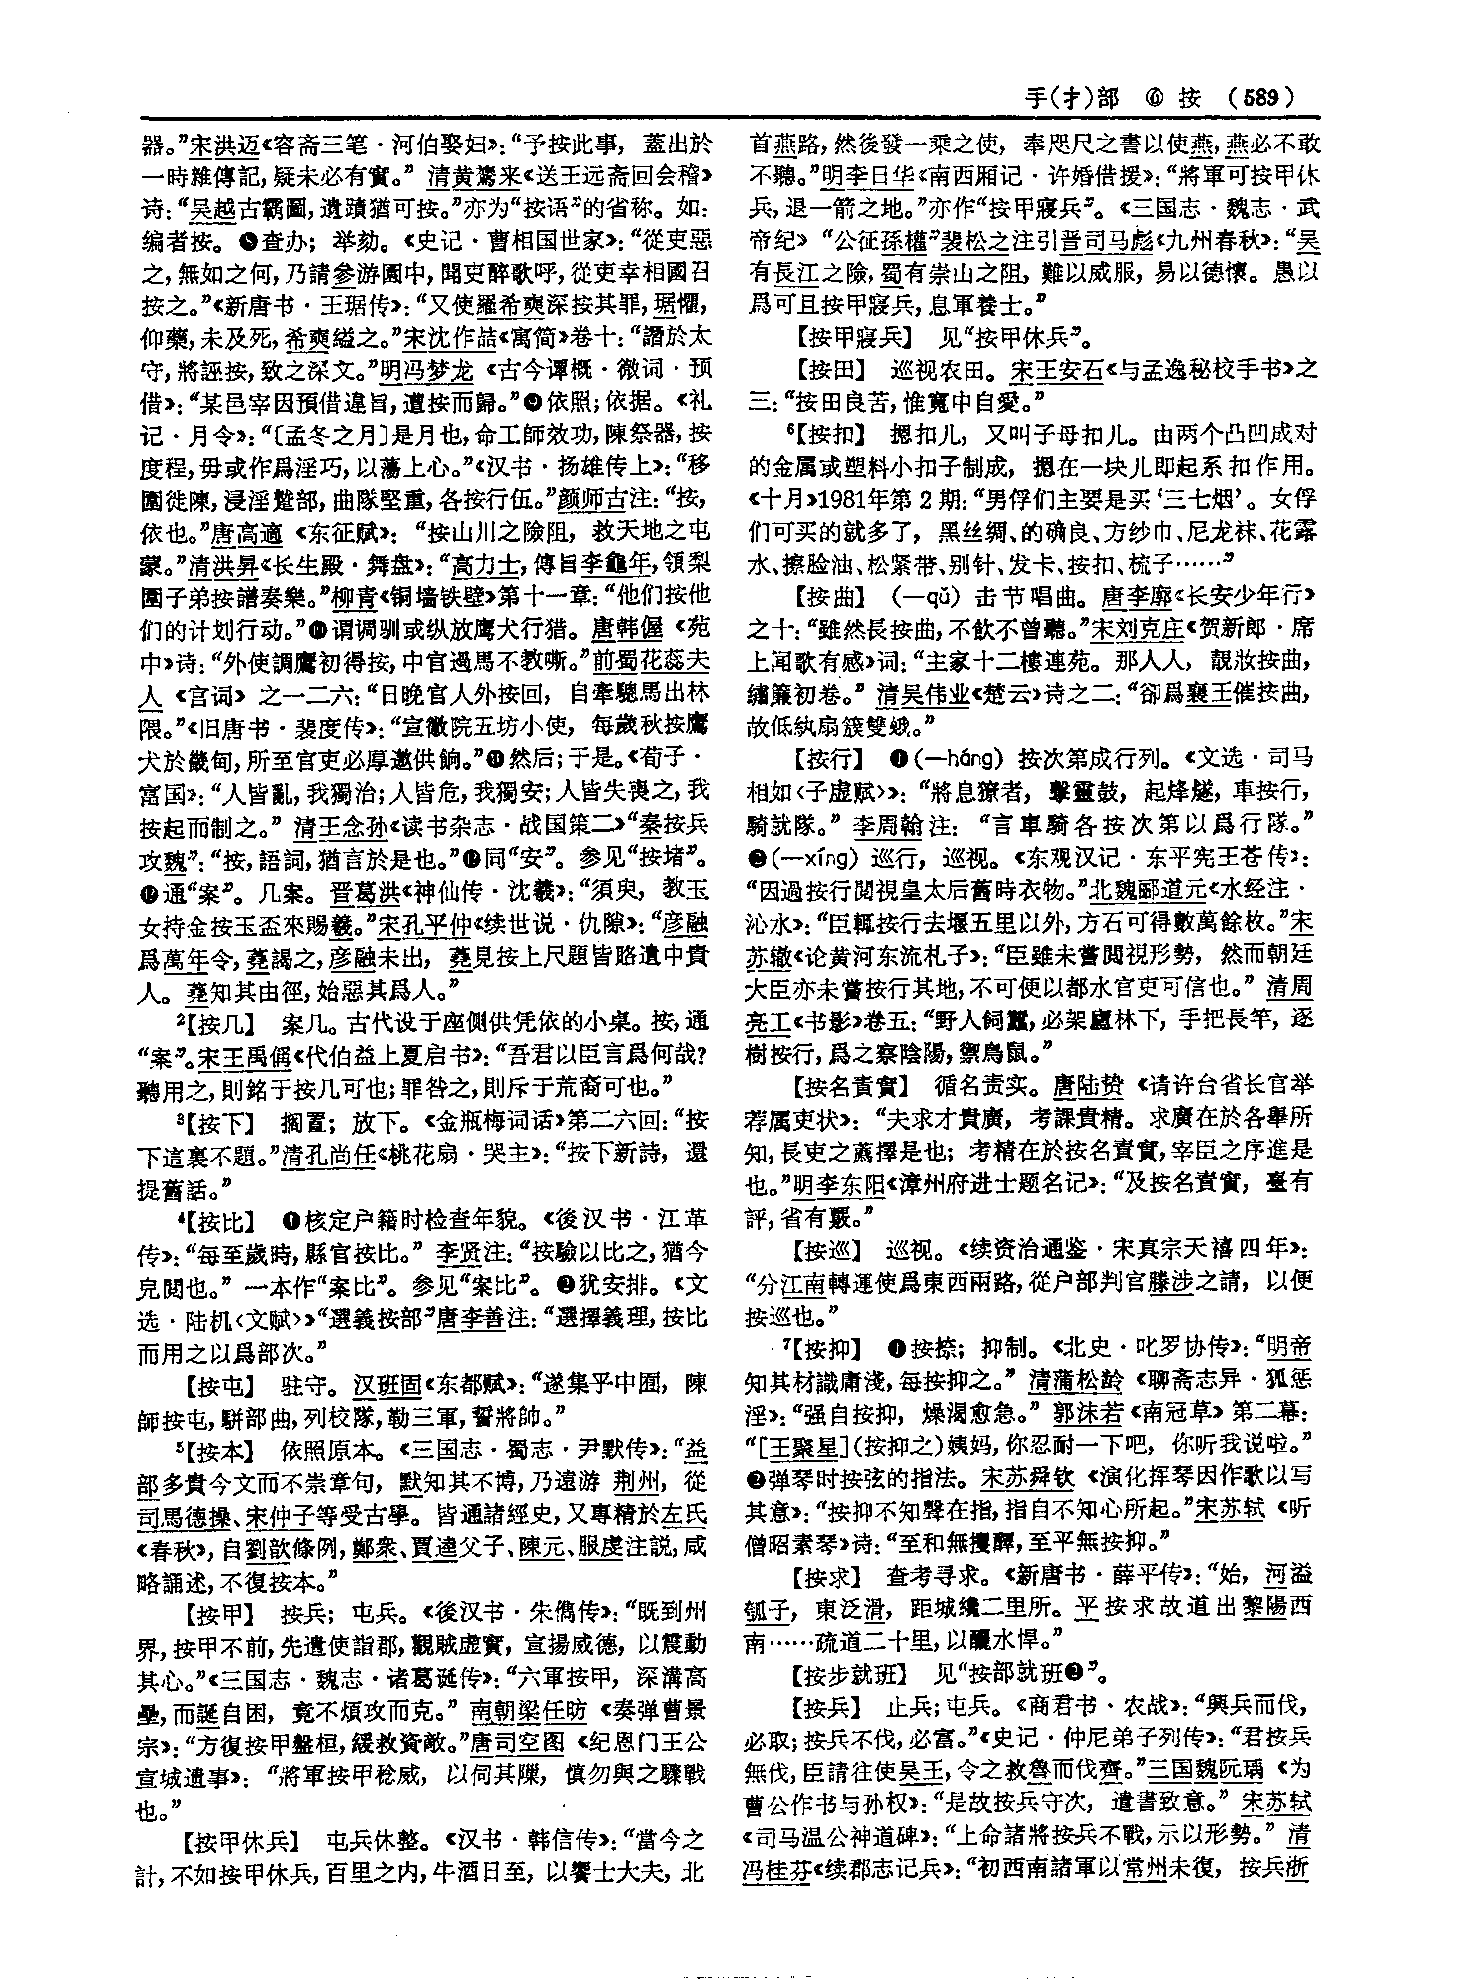 手(扌)部 ⑥ 按 (589)
器。”宋洪迈《容斋三笔·河伯娶妇》：“予按此事，蓋出於
一時雜傳記，疑未必有實。” 清黄鷟来《送王远斋回会稽》
诗：“吴越古霸圖，遺蹟猶可按。”亦为“按语”的省称。如：
编者按。❽查办；举劾。《史记·曹相国世家》：“從吏惡
之，無如之何，乃請參游園中，聞吏醉歌呼，從吏幸相國召
按之。”《新唐书·王琚传》：“又使羅希奭深按其罪，琚懼，
仰藥，未及死，希奭縊之。”宋沈作喆《寓简》卷十：“譖於太
守，將誣按，致之深文。”明冯梦龙《古今谭概·微词·预
借》：“某邑宰因預借違旨，遭按而歸。”❾依照；依据。《礼
记·月令》：“〔孟冬之月〕是月也，命工師效功，陳祭器，按
度程，毋或作爲淫巧，以蕩上心。”《汉书·扬雄传上》：“移
圍徙陳，浸淫蹵部，曲隊堅重，各按行伍。”颜师古注：“按，
依也。”唐高適《东征赋》：“按山川之險阻，救天地之屯
蒙。”清洪昇《长生殿·舞盘》：“高力士，傳旨李龜年，領梨
園子弟按譜奏樂。”柳青《铜墙铁壁》第十一章：“他们按他
们的计划行动。”❿谓调驯或纵放鹰犬行猎。唐韩偓《苑
中》诗：“外使調鷹初得按，中官過馬不教嘶。”前蜀花蕊夫
人《宫词》之一二六：“日晚官人外按回，自牽驄馬出林
隈。”《旧唐书·裴度传》：“宣徽院五坊小使，每歲秋按鷹
犬於畿甸，所至官吏必厚邀供餉。”⓫然后；于是。《荀子·
富国》：“人皆亂，我獨治；人皆危，我獨安；人皆失喪之，我
按起而制之。” 清王念孙《读书杂志·战国策二》“秦按兵
攻魏”：“按，語詞，猶言於是也。”⓬同“安”。参见“按堵”。
⓭通“案”。几案。晋葛洪《神仙传·沈羲》：“須臾，教玉
女持金按玉盃來賜羲。”宋孔平仲《续世说·仇隙》：“彦融
爲萬年令，蕘謁之，彦融未出，蕘見按上尺題皆賂遺中貴
人。蕘知其由徑，始惡其爲人。”
²【按几】 案几。古代设于座侧供凭依的小桌。按，通
“案”。宋王禹偁《代伯益上夏启书》：“吾君以臣言爲何哉？
聽用之，則銘于按几可也；罪咎之，則斥于荒裔可也。”
³【按下】 搁置；放下。《金瓶梅词话》第二六回：“按
下這裏不題。”清孔尚任《桃花扇·哭主》：“按下新詩，還
提舊話。”
⁴【按比】 ❶核定户籍时检查年貌。《後汉书·江革
传》：“每至歲時，縣官按比。” 李贤注：“按驗以比之，猶今
皃閱也。” 一本作“案比”。参见“案比”。❷犹安排。《文
选·陆机〈文赋〉》“選義按部”唐李善注：“選擇義理，按比
而用之以爲部次。”
【按屯】 驻守。汉班固《东都赋》：“遂集乎中囿，陳
師按屯，駢部曲，列校隊，勒三軍，誓將帥。”
⁵【按本】 依照原本。《三国志·蜀志·尹默传》：“益
部多貴今文而不崇章句，默知其不博，乃遠游荆州，從
司馬德操、宋仲子等受古學。皆通諸經史，又專精於左氏
《春秋》，自劉歆條例，鄭衆、賈逵父子、陳元、服虔注説，咸
略誦述，不復按本。”
【按甲】 按兵；屯兵。《後汉书·朱儁传》：“既到州
界，按甲不前，先遣使詣郡，觀賊虚實，宣揚威德，以震動
其心。”《三国志·魏志·诸葛诞传》：“六軍按甲，深溝高
壘，而誕自困，竟不煩攻而克。” 南朝梁任昉《奏弹曹景
宗》：“方復按甲盤桓，緩救資敵。”唐司空图《纪恩门王公
宣城遗事》：“將軍按甲稔威，以伺其隟，慎勿與之驟戰
也。”
【按甲休兵】 屯兵休整。《汉书·韩信传》：“當今之
計，不如按甲休兵，百里之内，牛酒日至，以饗士大夫，北
首燕路，然後發一乘之使，奉咫尺之書以使燕，燕必不敢
不聽。”明李日华《南西厢记·许婚借援》：“將軍可按甲休
兵，退一箭之地。”亦作“按甲寢兵”。《三国志·魏志·武
帝纪》“公征孫權”裴松之注引晋司马彪《九州春秋》：“吴
有長江之險，蜀有崇山之阻，難以威服，易以德懷。愚以
爲可且按甲寢兵，息軍養士。”
【按甲寢兵】 见“按甲休兵”。
【按田】 巡视农田。宋王安石《与孟逸秘校手书》之
三：“按田良苦，惟寬中自愛。”
⁶【按扣】 摁扣儿，又叫子母扣儿。由两个凸凹成对
的金属或塑料小扣子制成，摁在一块儿即起系扣作用。
《十月》1981年第2期：“男俘们主要是买‘三七烟’。女俘
们可买的就多了，黑丝绸、的确良、方纱巾、尼龙袜、花露
水、擦脸油、松紧带、别针、发卡、按扣、梳子……”
【按曲】 (—qǔ) 击节唱曲。唐李廓《长安少年行》
之十：“雖然長按曲，不飲不曾聽。”宋刘克庄《贺新郎·席
上闻歌有感》词：“主家十二樓連苑。那人人，靚妝按曲，
繡簾初卷。” 清吴伟业《楚云》诗之二：“卻爲襄王催按曲，
故低紈扇簇雙蛾。”
【按行】 ❶(—háng) 按次第成行列。《文选·司马
相如〈子虚赋〉》：“將息獠者，擊靈鼓，起烽燧，車按行，
騎就隊。” 李周翰注：“言車騎各按次第以爲行隊。”
❷(—xíng) 巡行，巡视。《东观汉记·东平宪王苍传》：
“因過按行閲視皇太后舊時衣物。”北魏郦道元《水经注·
沁水》：“臣輒按行去堰五里以外，方石可得數萬餘枚。”宋
苏辙《论黄河东流札子》：“臣雖未嘗閲視形勢，然而朝廷
大臣亦未嘗按行其地，不可便以都水官吏可信也。” 清周
亮工《书影》卷五：“野人飼蠶，必架廬林下，手把長竿，逐
樹按行，爲之察陰陽，禦鳥鼠。”
【按名責實】 循名责实。唐陆贽《请许台省长官举
荐属吏状》：“夫求才貴廣，考課貴精。求廣在於各舉所
知，長吏之薦擇是也；考精在於按名責實，宰臣之序進是
也。”明李东阳《漳州府进士题名记》：“及按名責實，臺有
評，省有覈。”
【按巡】 巡视。《续资治通鉴·宋真宗天禧四年》：
“分江南轉運使爲東西兩路，從户部判官滕涉之請，以便
按巡也。”
⁷【按抑】 ❶按捺；抑制。《北史·叱罗协传》：“明帝
知其材識庸淺，每按抑之。” 清蒲松龄《聊斋志异·狐惩
淫》：“强自按抑，燥渴愈急。” 郭沫若《南冠草》第二幕：
“[王聚星](按抑之)姨妈，你忍耐一下吧，你听我说啦。”
❷弹琴时按弦的指法。宋苏舜钦《演化挥琴因作歌以写
其意》：“按抑不知聲在指，指自不知心所起。”宋苏轼《听
僧昭素琴》诗：“至和無攫醳，至平無按抑。”
【按求】 查考寻求。《新唐书·薛平传》：“始，河溢
瓠子，東泛滑，距城纔二里所。平按求故道出黎陽西
南……疏道二十里，以釃水悍。”
【按步就班】 见“按部就班❷”。
【按兵】 止兵；屯兵。《商君书·农战》：“興兵而伐，
必取；按兵不伐，必富。”《史记·仲尼弟子列传》：“君按兵
無伐，臣請往使吴王，令之救魯而伐齊。”三国魏阮瑀《为
曹公作书与孙权》：“是故按兵守次，遣書致意。” 宋苏轼
《司马温公神道碑》：“上命諸將按兵不戰，示以形勢。” 清
冯桂芬《续郡志记兵》：“初西南諸軍以常州未復，按兵浙